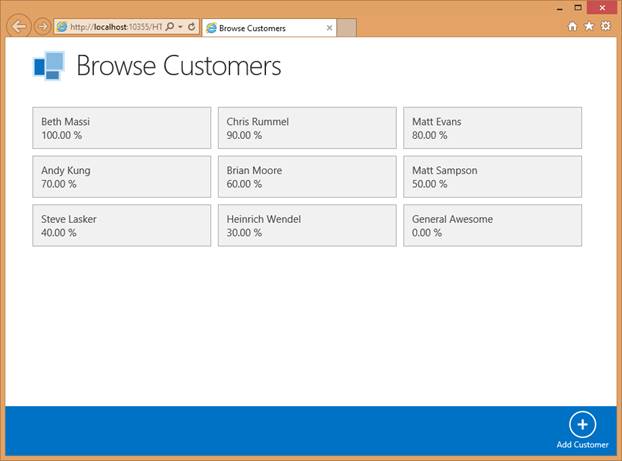 http://localhost:10355/HT
Browse Customers
Browse Customers
Beth Massi
100.00 %
Chris Rummel
90.00 %
Matt Evans
80.00 %
Andy Kung
70.00 %
Brian Moore
60.00 %
Matt Sampson
50.00 %
Steve Lasker
40.00 %
Heinrich Wendel
30.00 %
General Awesome
0.00 %
Add Customer